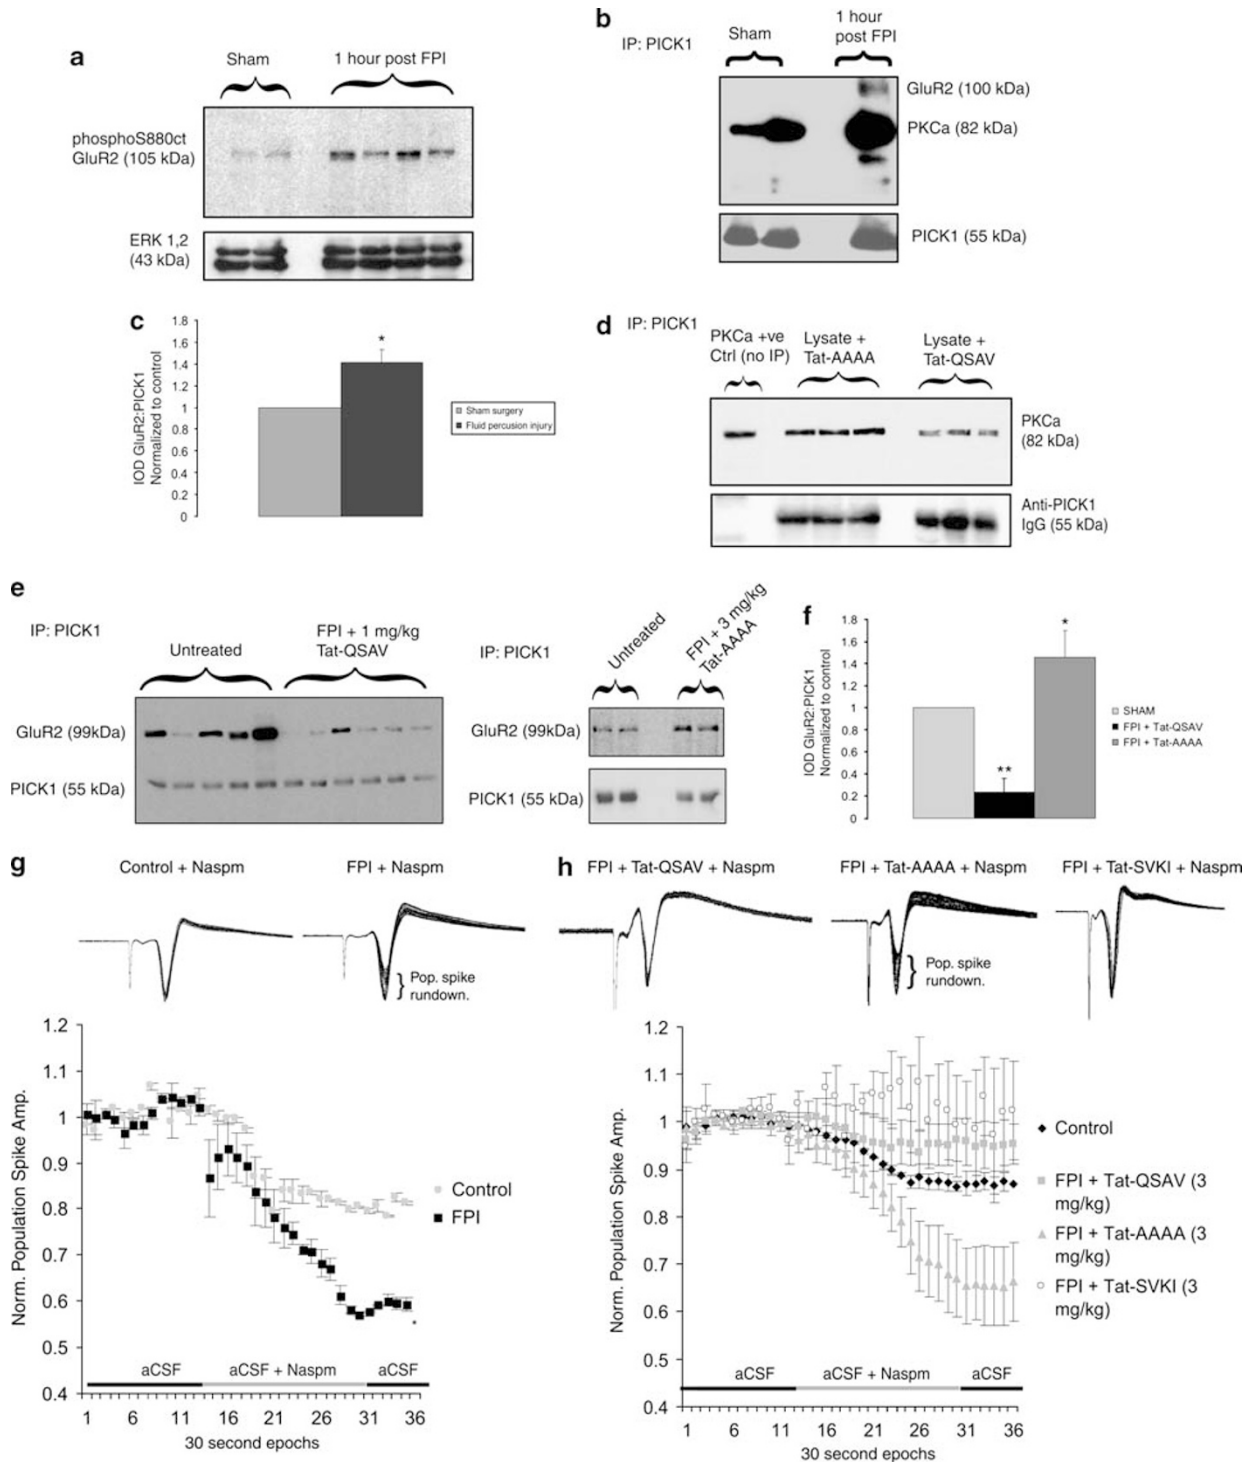 a
Sham
1 hour post FPI
phosphoS880ct
GluR2 (105 kDa)
ERK 1,2
(43 kDa)
b
IP: PICK1
Sham
1 hour
post FPI
GluR2 (100 kDa)
PKCa (82 kDa)
PICK1 (55 kDa)
c
IOD GluR2:PICK1
Normalized to control
1.8
1.6
1.4
1.2
1
0.8
0.6
0.4
0.2
0
*
Sham surgery
Fluid percusion injury
d
IP: PICK1
PKCa +ve
Ctrl (no IP)
Lysate +
Tat-AAAA
Lysate +
Tat-QSAV
PKCa
(82 kDa)
Anti-PICK1
IgG (55 kDa)
e
IP: PICK1
Untreated
FPI + 1 mg/kg
Tat-QSAV
GluR2 (99kDa)
PICK1 (55 kDa)
IP: PICK1
Untreated
FPI + 3 mg/kg
Tat-AAAA
GluR2 (99kDa)
PICK1 (55 kDa)
f
IOD GluR2:PICK1
Normalized to control
1.8
1.6
1.4
1.2
1
0.8
0.6
0.4
0.2
0
**
*
SHAM
FPI + Tat-QSAV
FPI + Tat-AAAA
g
Control + Naspm
FPI + Naspm
Pop. spike
rundown.
Norm. Population Spike Amp.
1.2
1.1
1
0.9
0.8
0.7
0.6
0.5
0.4
Control
FPI
*
aCSF
aCSF + Naspm
aCSF
1 6 11 16 21 26 31 36
30 second epochs
h
FPI + Tat-QSAV + Naspm
FPI + Tat-AAAA + Naspm
FPI + Tat-SVKI + Naspm
Pop. spike
rundown.
Norm. Population Spike Amp.
1.2
1.1
1
0.9
0.8
0.7
0.6
0.5
0.4
Control
FPI + Tat-QSAV (3
mg/kg)
FPI + Tat-AAAA (3
mg/kg)
FPI + Tat-SVKI (3
mg/kg)
aCSF
aCSF + Naspm
aCSF
1 6 11 16 21 26 31 36
30 second epochs